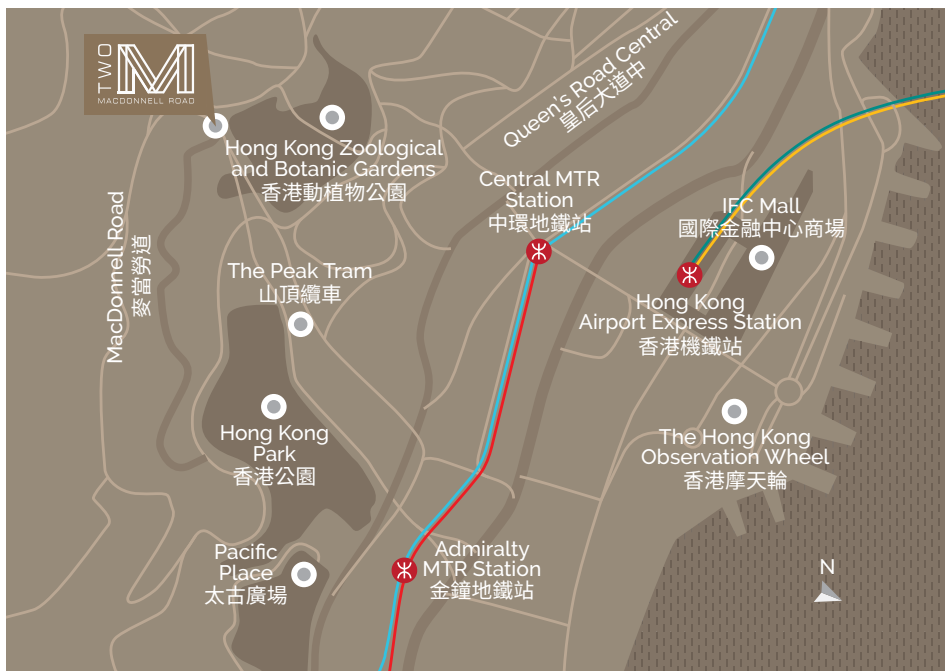 TWO
M
MACDONNELL ROAD
Queen's Road Central
皇后大道中
Hong Kong Zoological
and Botanic Gardens
香港動植物公園
Central MTR
Station
中環地鐵站
IFC Mall
國際金融中心商場
MacDonnell Road
麥當勞道
The Peak Tram
山頂纜車
Hong Kong
Airport Express Station
香港機鐵站
Hong Kong
Park
香港公園
The Hong Kong
Observation Wheel
香港摩天輪
Pacific
Place
太古廣場
Admiralty
MTR Station
金鐘地鐵站
N